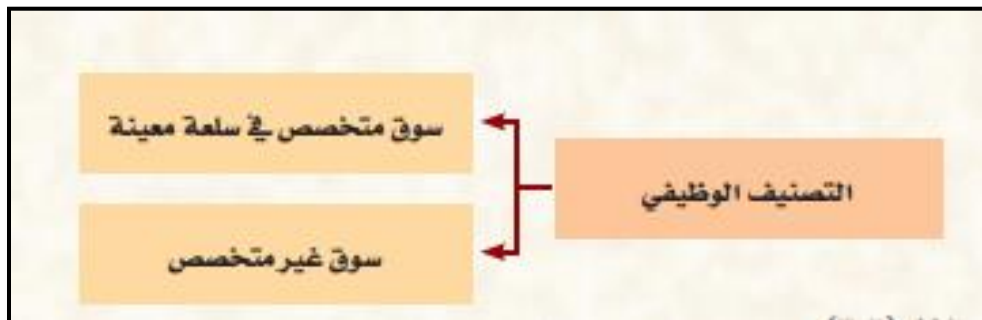 التصنيف الوظيفي
سوق متخصص في سلعة معينة
سوق غير متخصص